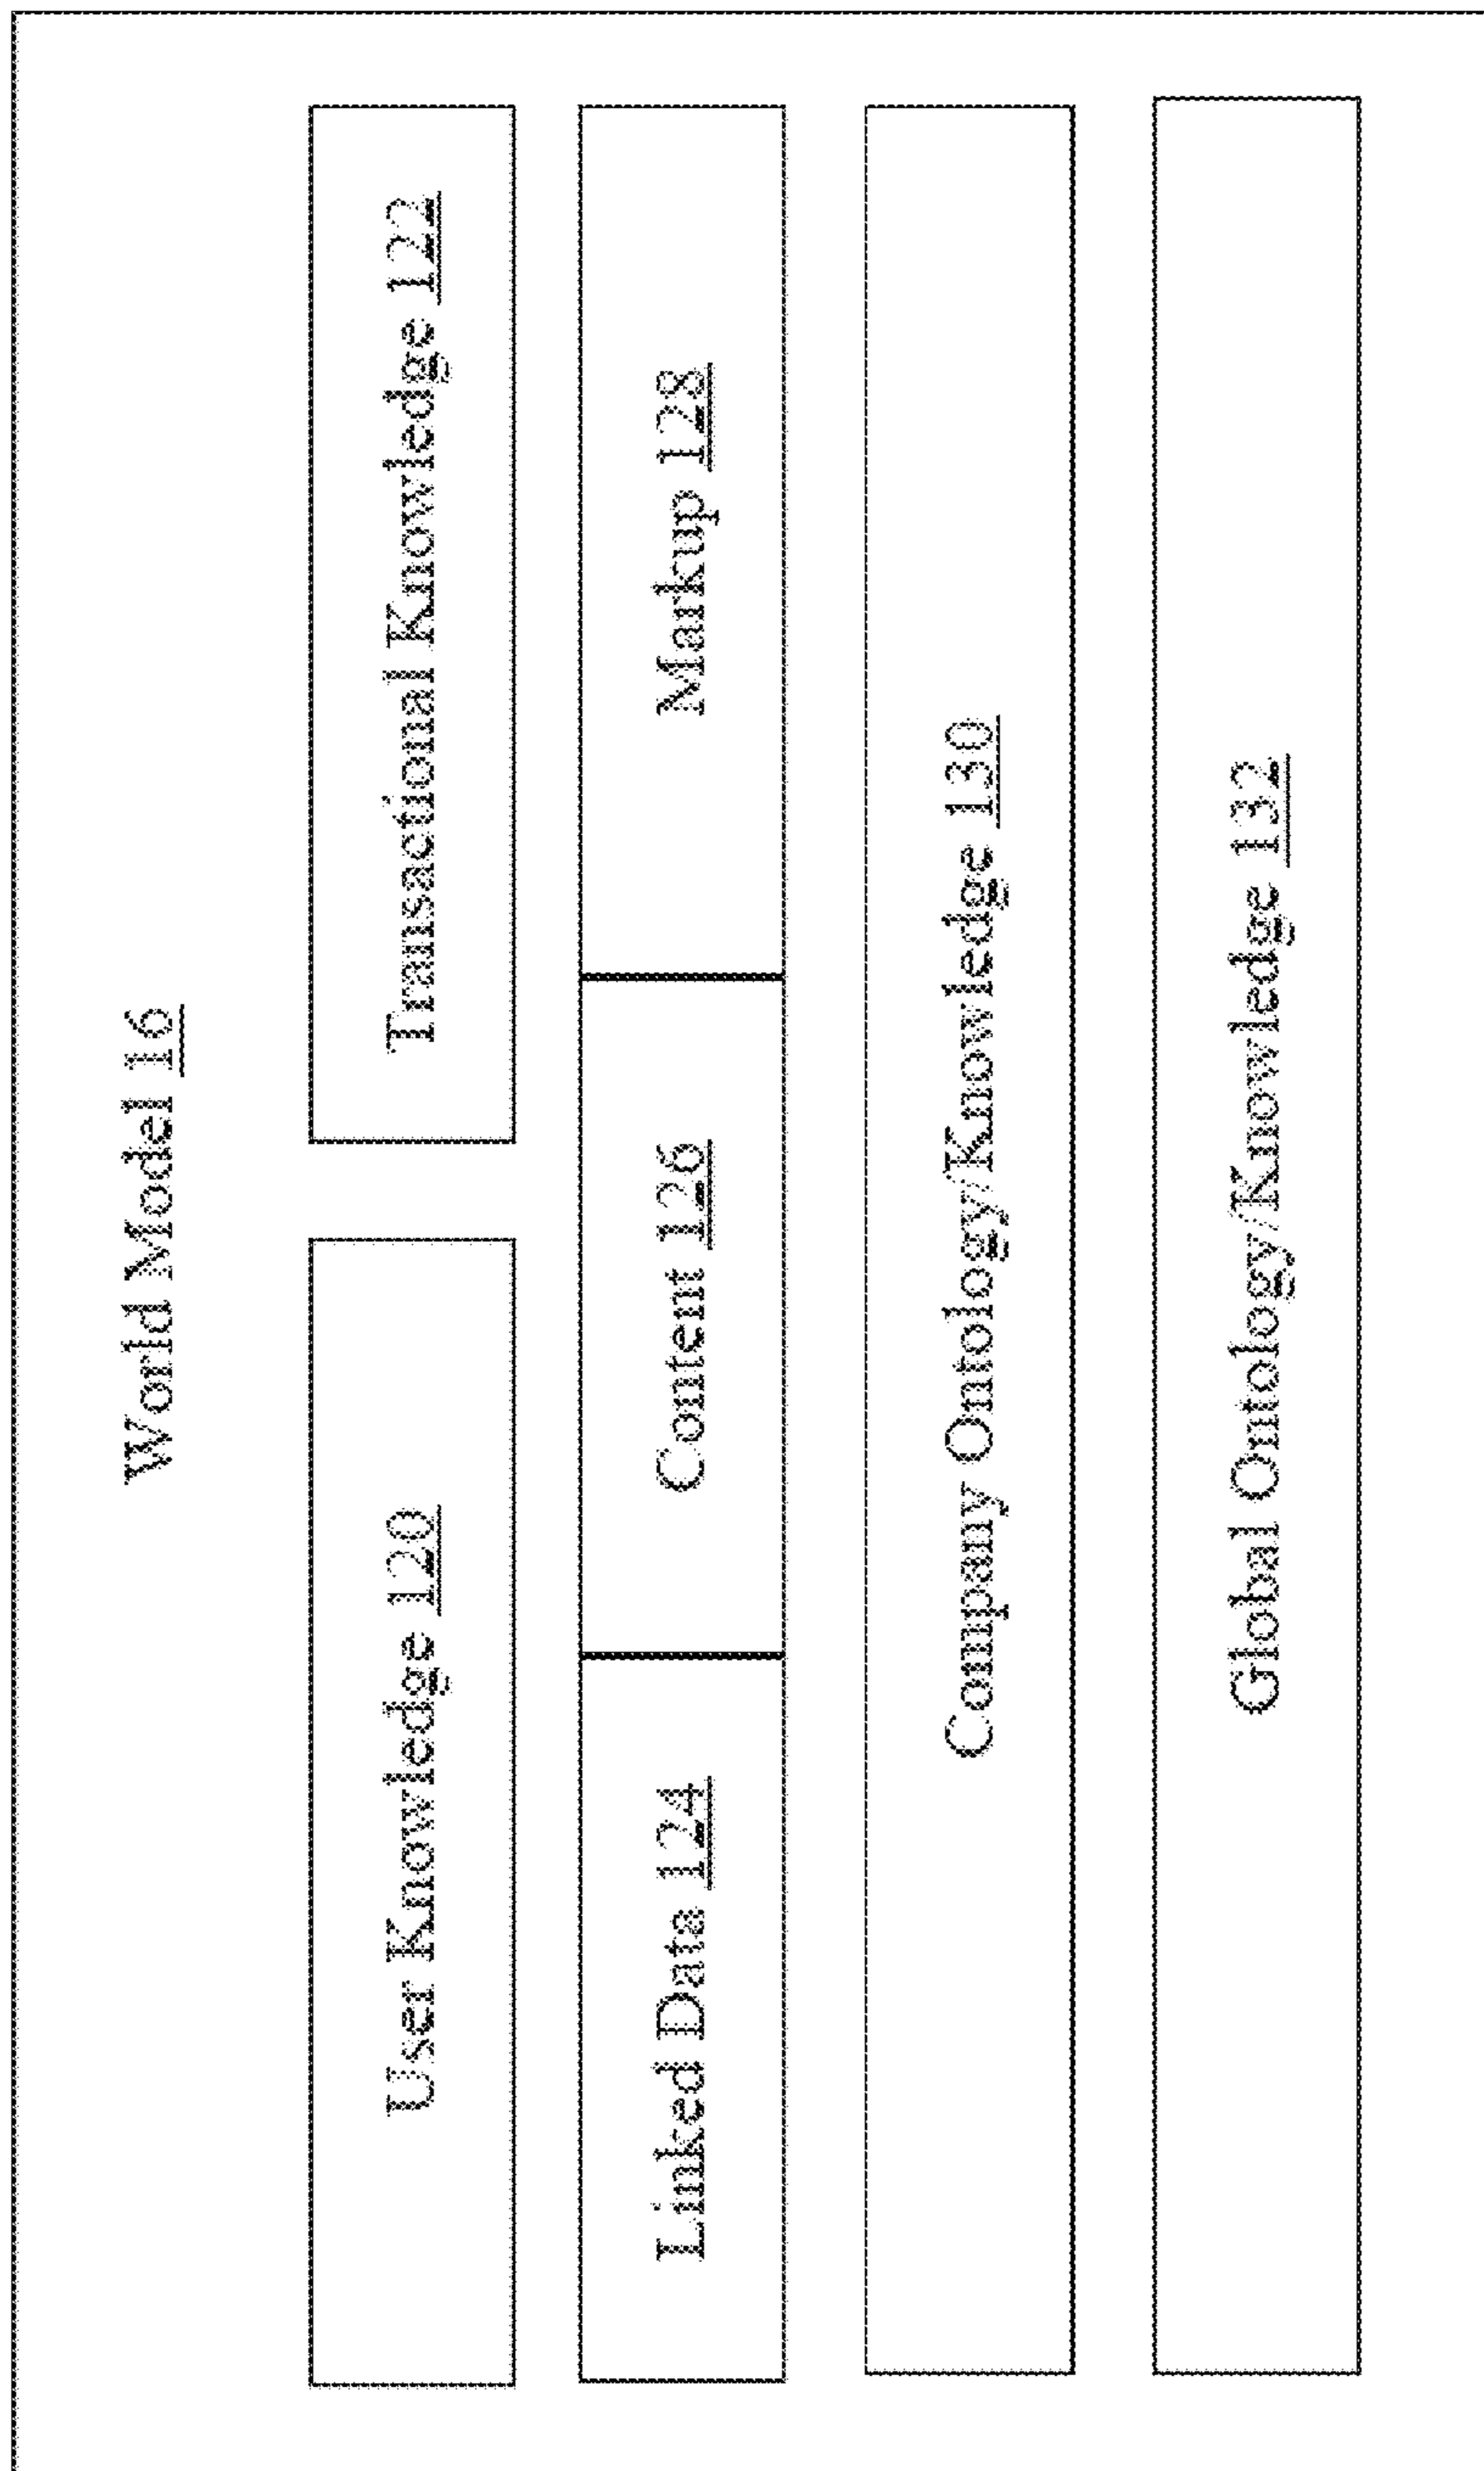 World Model 16
User Knowledge 120
Transactional Knowledge 122
Linked Data 124
Content 126
Markup 128
Company Ontology/Knowledge 130
Global Ontology/Knowledge 132